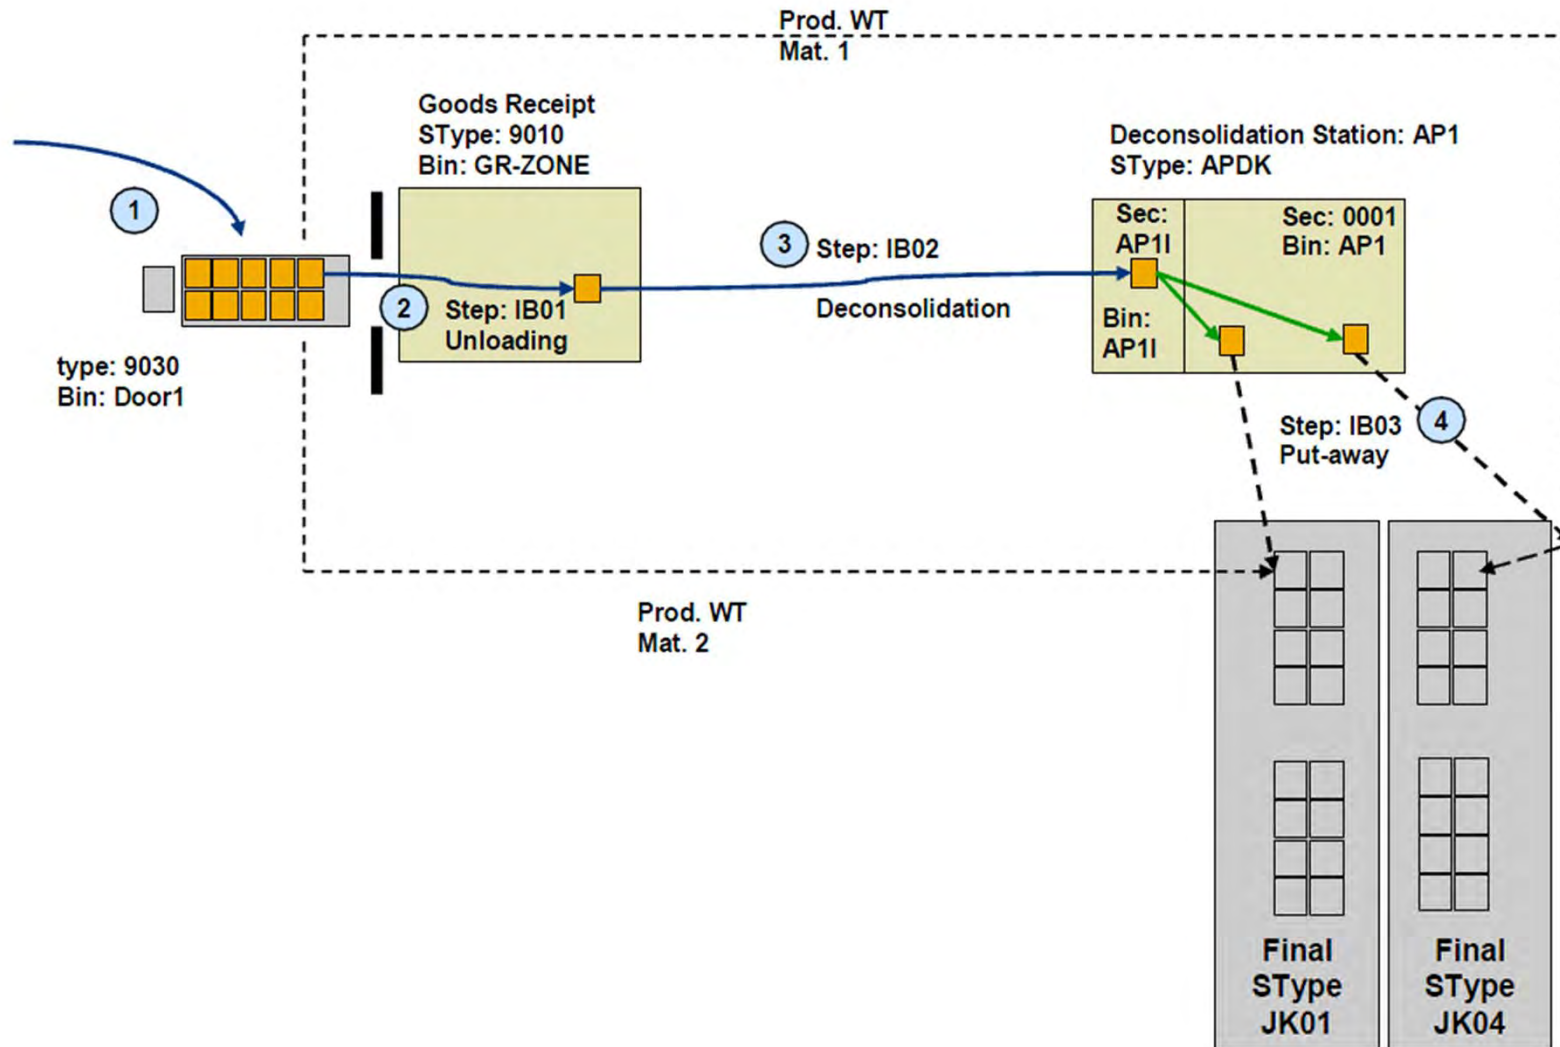 Prod. WT
Mat. 1
Goods Receipt
SType: 9010
Bin: GR-ZONE
Deconsolidation Station: AP1
SType: APDK
1
Sec:
AP1I
Sec: 0001
Bin: AP1
3
Step: IB02
Deconsolidation
2
Step: IB01
Unloading
Bin:
AP1I
type: 9030
Bin: Door1
Step: IB03
Put-away
4
Prod. WT
Mat. 2
Final
SType
JK01
Final
SType
JK04